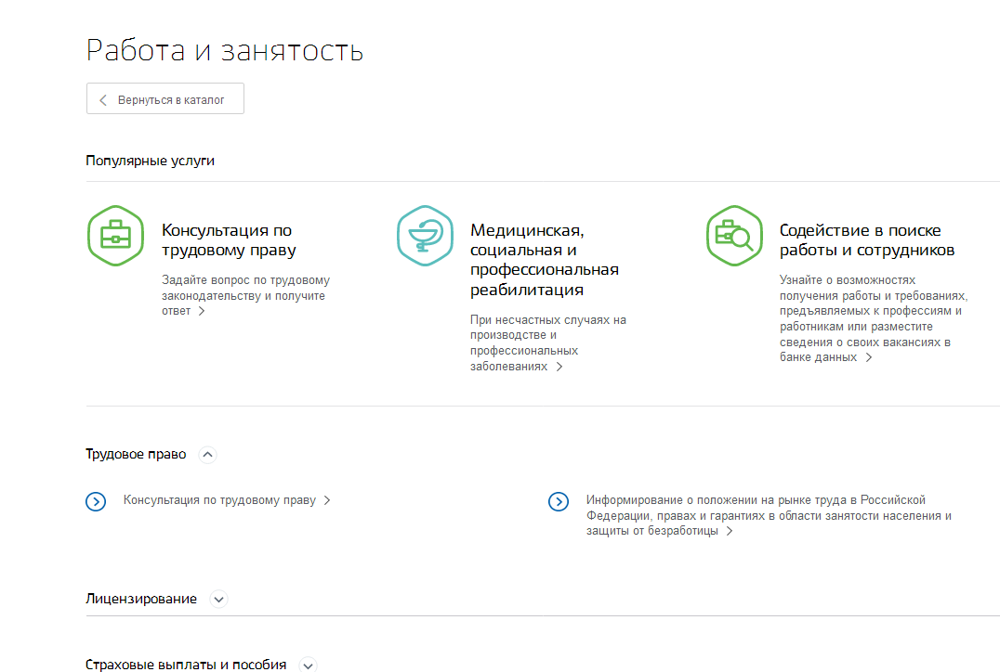 Работа и занятость
Вернуться в каталог
Популярные услуги
Консультация по
трудовому праву
Задайте вопрос по трудовому
законодательству и получите
ответ
Медицинская,
социальная и
профессиональная
реабилитация
При несчастных случаях на
производстве и
профессиональных
заболеваниях
Содействие в поиске
работы и сотрудников
Узнайте о возможностях
получения работы и требованиях,
предъявляемых к профессиям и
работникам или разместите
сведения о своих вакансиях в
банке данных
Трудовое право
Консультация по трудовому праву
Информирование о положении на рынке труда в Российской
Федерации, правах и гарантиях в области занятости населения и
защиты от безработицы
Лицензирование
Страховые выплаты и пособия